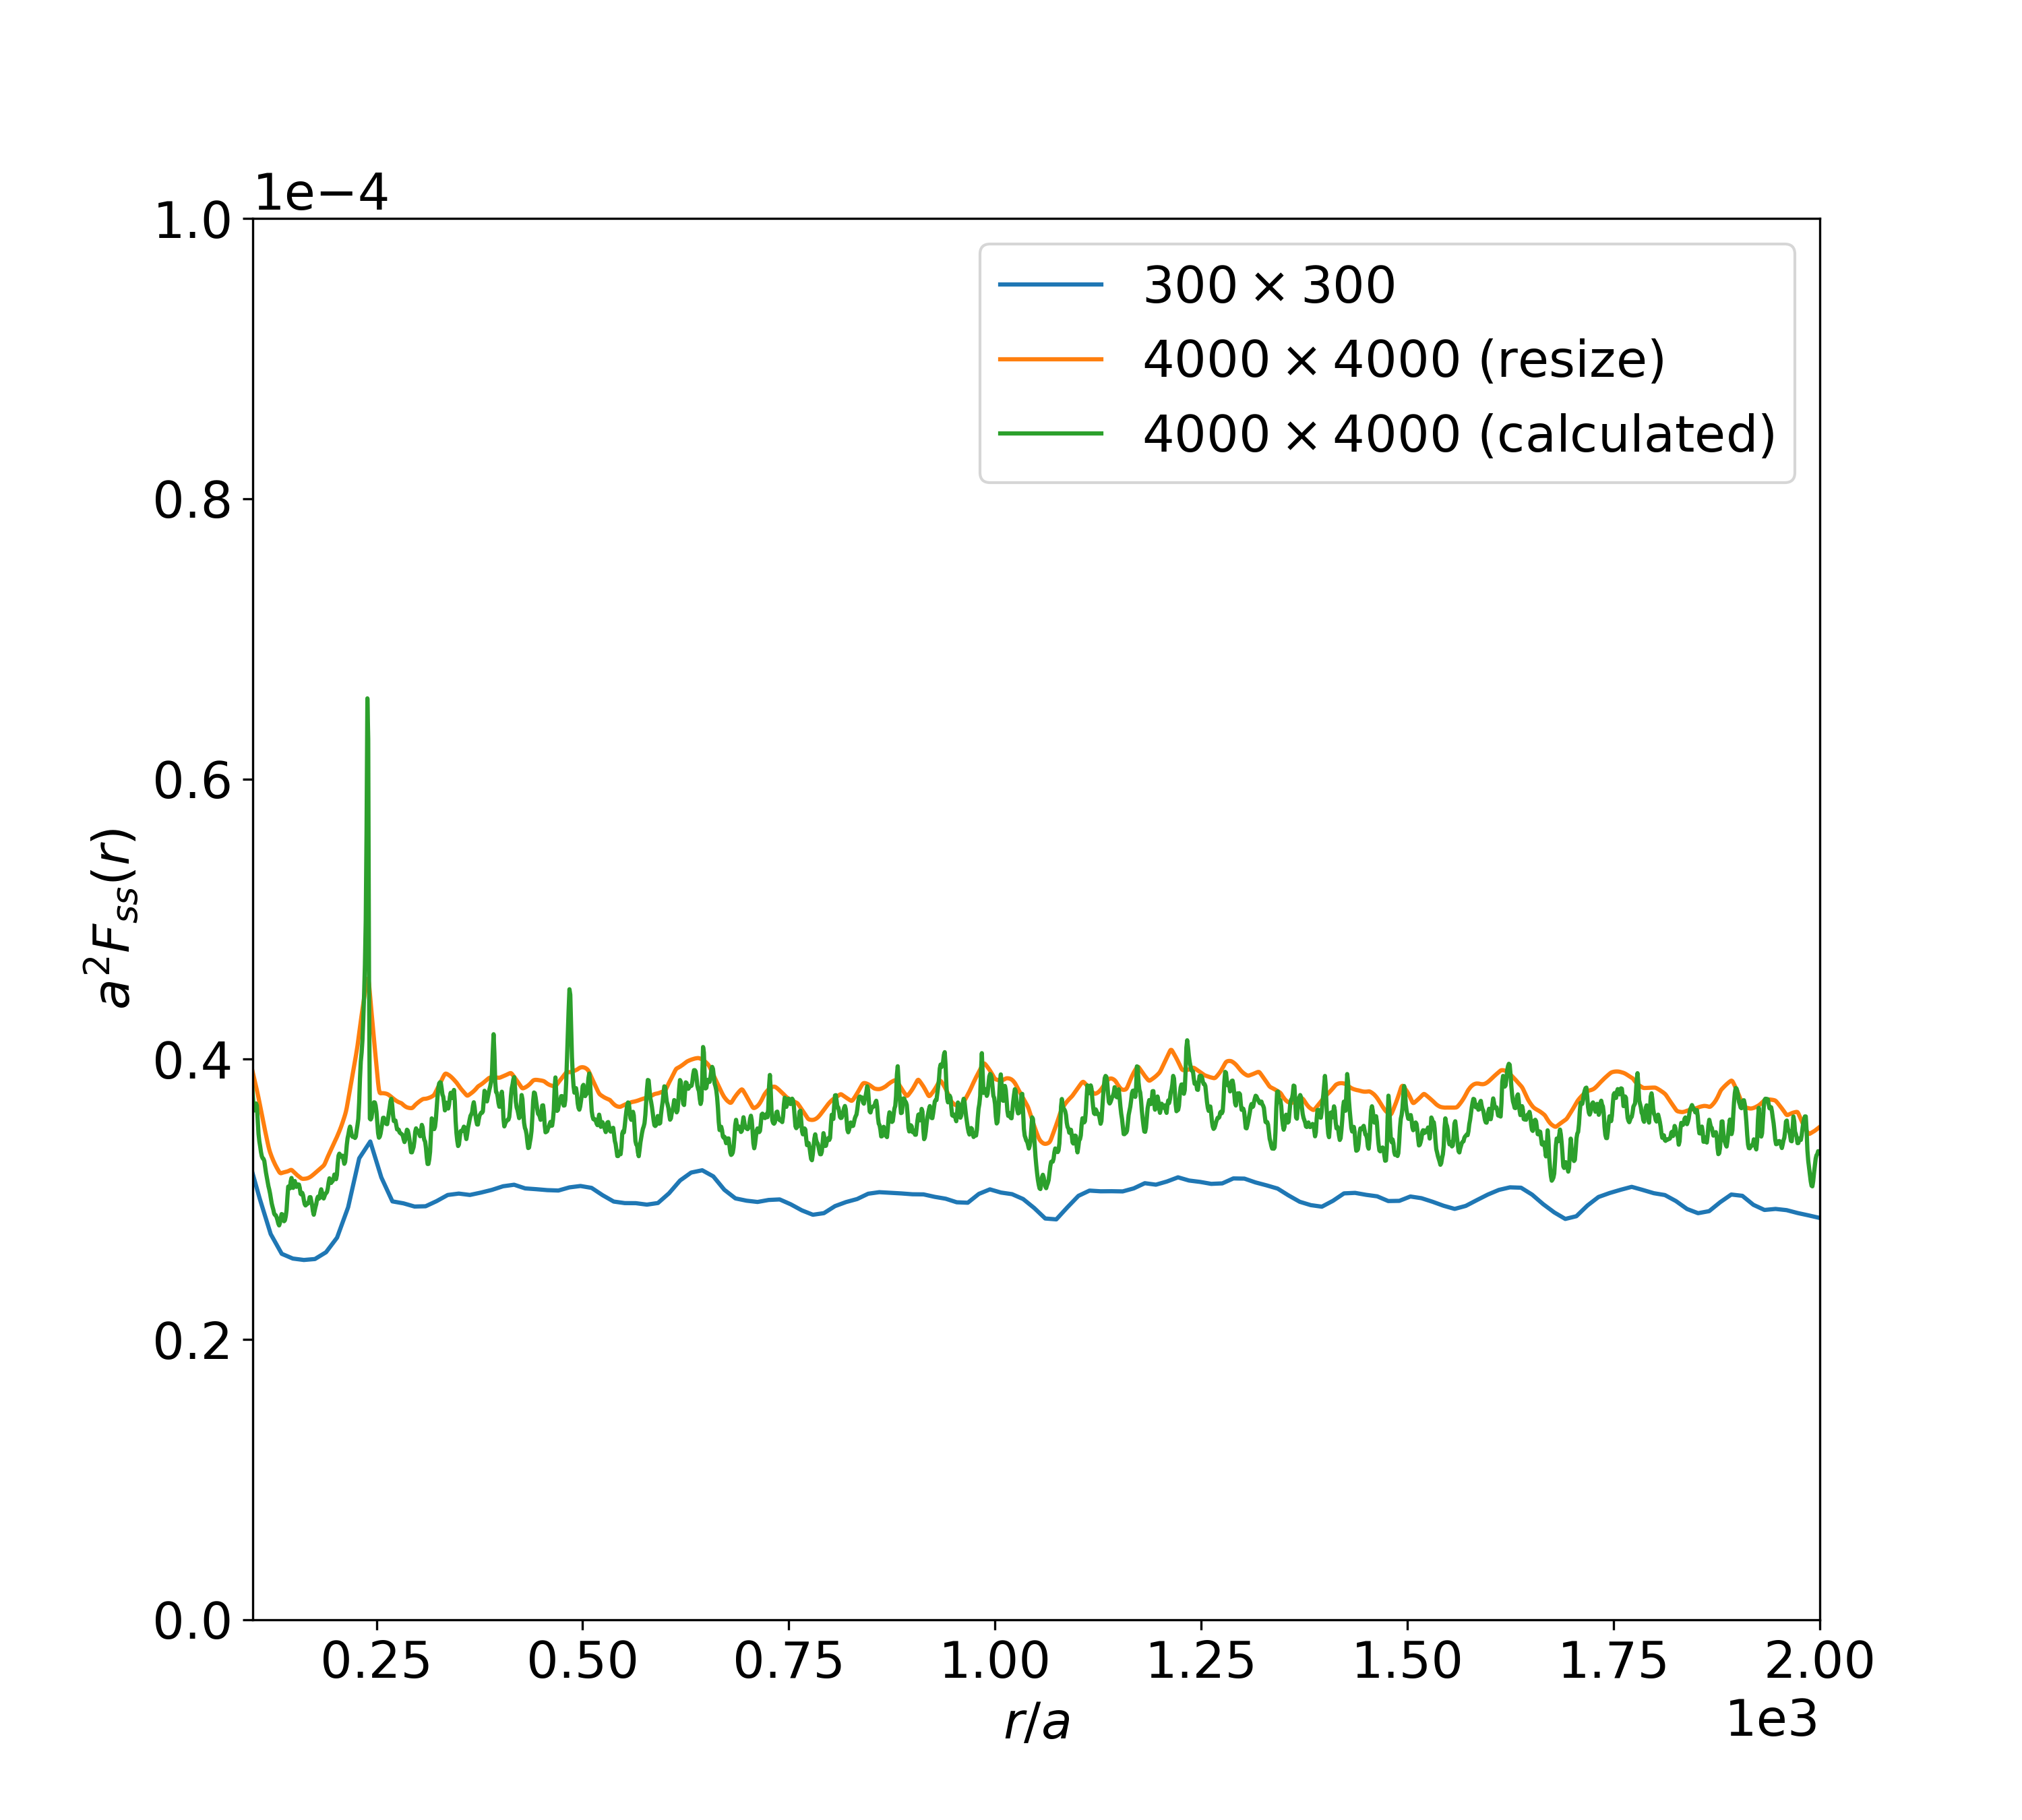 1e−4
1.0
0.8
0.6
0.4
0.2
0.0
a²Fₛₛ(r)
300 × 300
4000 × 4000 (resize)
4000 × 4000 (calculated)
0.25 0.50 0.75 1.00 1.25 1.50 1.75 2.00
r/a
1e3